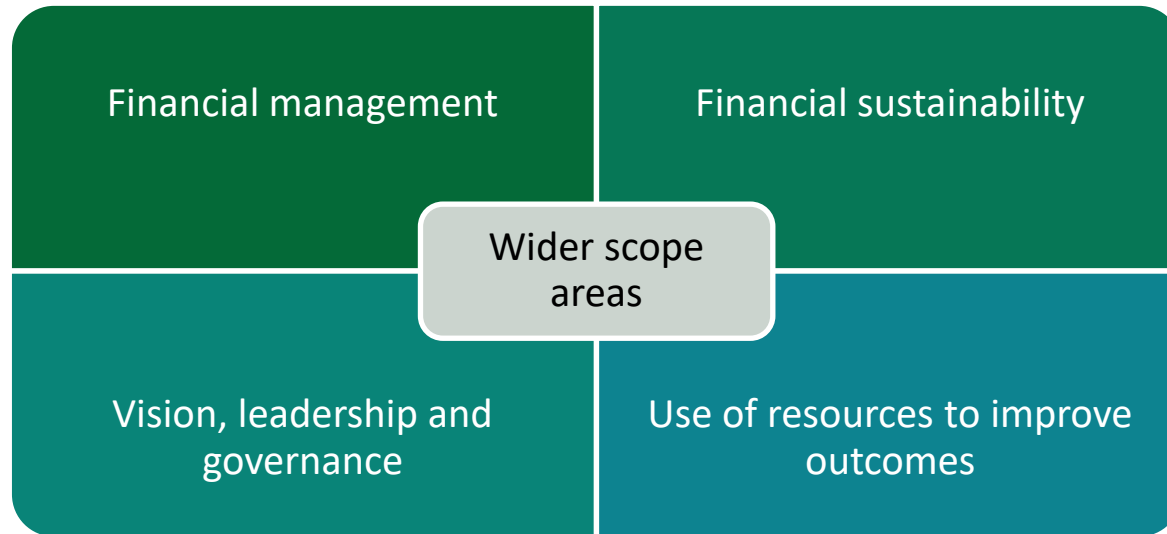 Financial management
Financial sustainability
Wider scope
areas
Vision, leadership and
governance
Use of resources to improve
outcomes